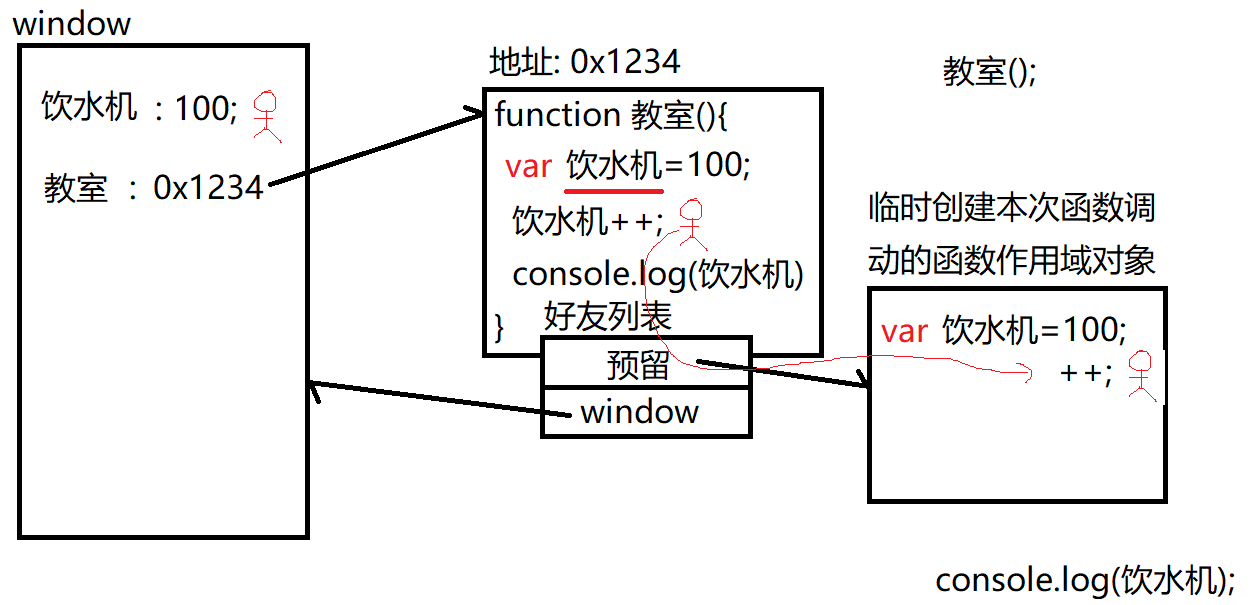 window
饮水机 : 100;
教室 : 0x1234
地址: 0x1234
function 教室(){
var 饮水机=100;
饮水机++;
console.log(饮水机)
}
好友列表
预留
window
教室();
临时创建本次函数调
动的函数作用域对象
var 饮水机=100;
++;
console.log(饮水机);